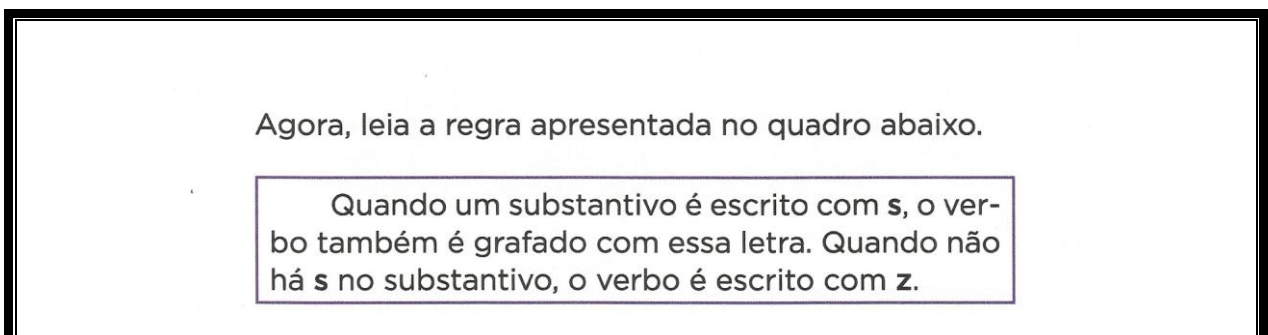 Agora, leia a regra apresentada no quadro abaixo.
Quando um substantivo é escrito com s, o ver-
bo também é grafado com essa letra. Quando não
há s no substantivo, o verbo é escrito com z.